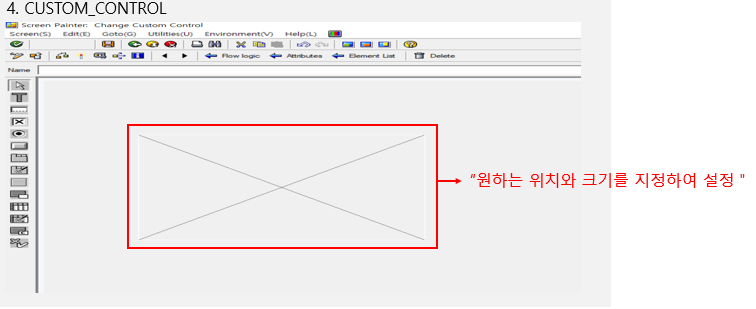 4. CUSTOM_CONTROL
Screen Painter: Change Custom Control
Screen(S) Edit(E) Goto(G) Utilities(U) Environment(V) Help(L)
Flow logic Attributes Element List Delete
Name
"원하는 위치와 크기를 지정하여 설정 "